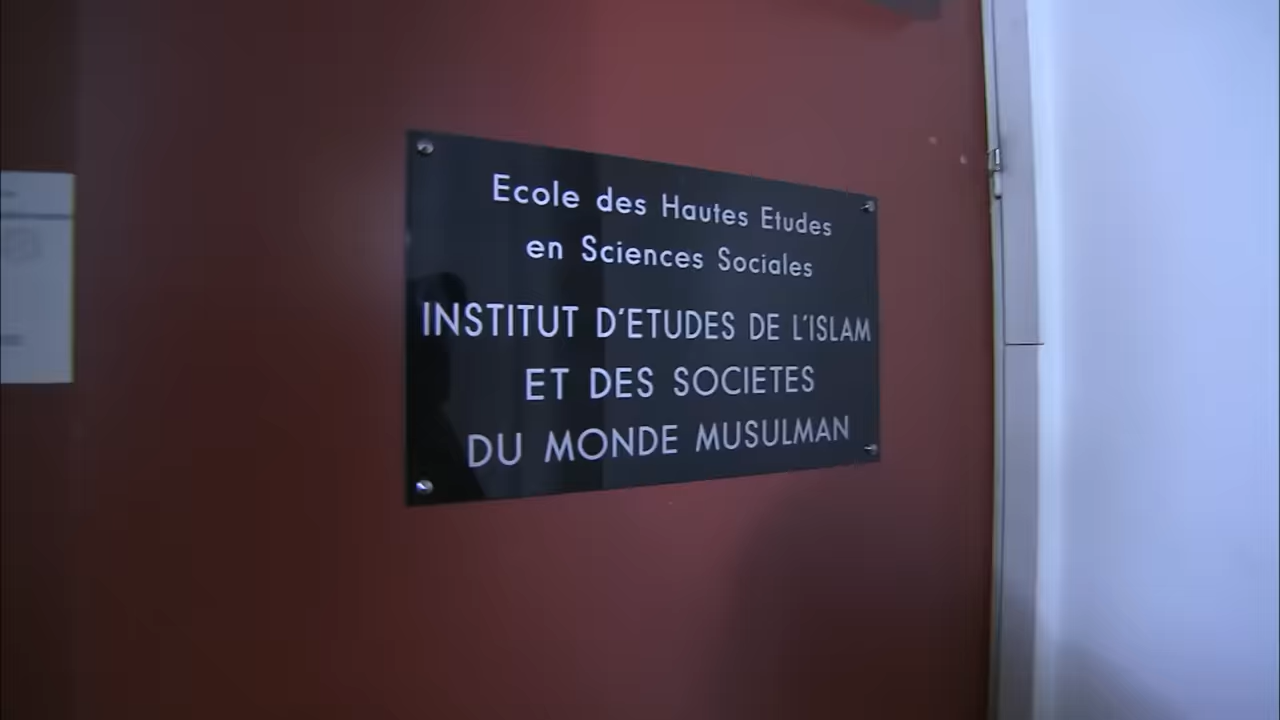 Ecole des Hautes Etudes
en Sciences Sociales
INSTITUT D'ETUDES DE L'ISLAM
ET DES SOCIETES
DU MONDE MUSULMAN